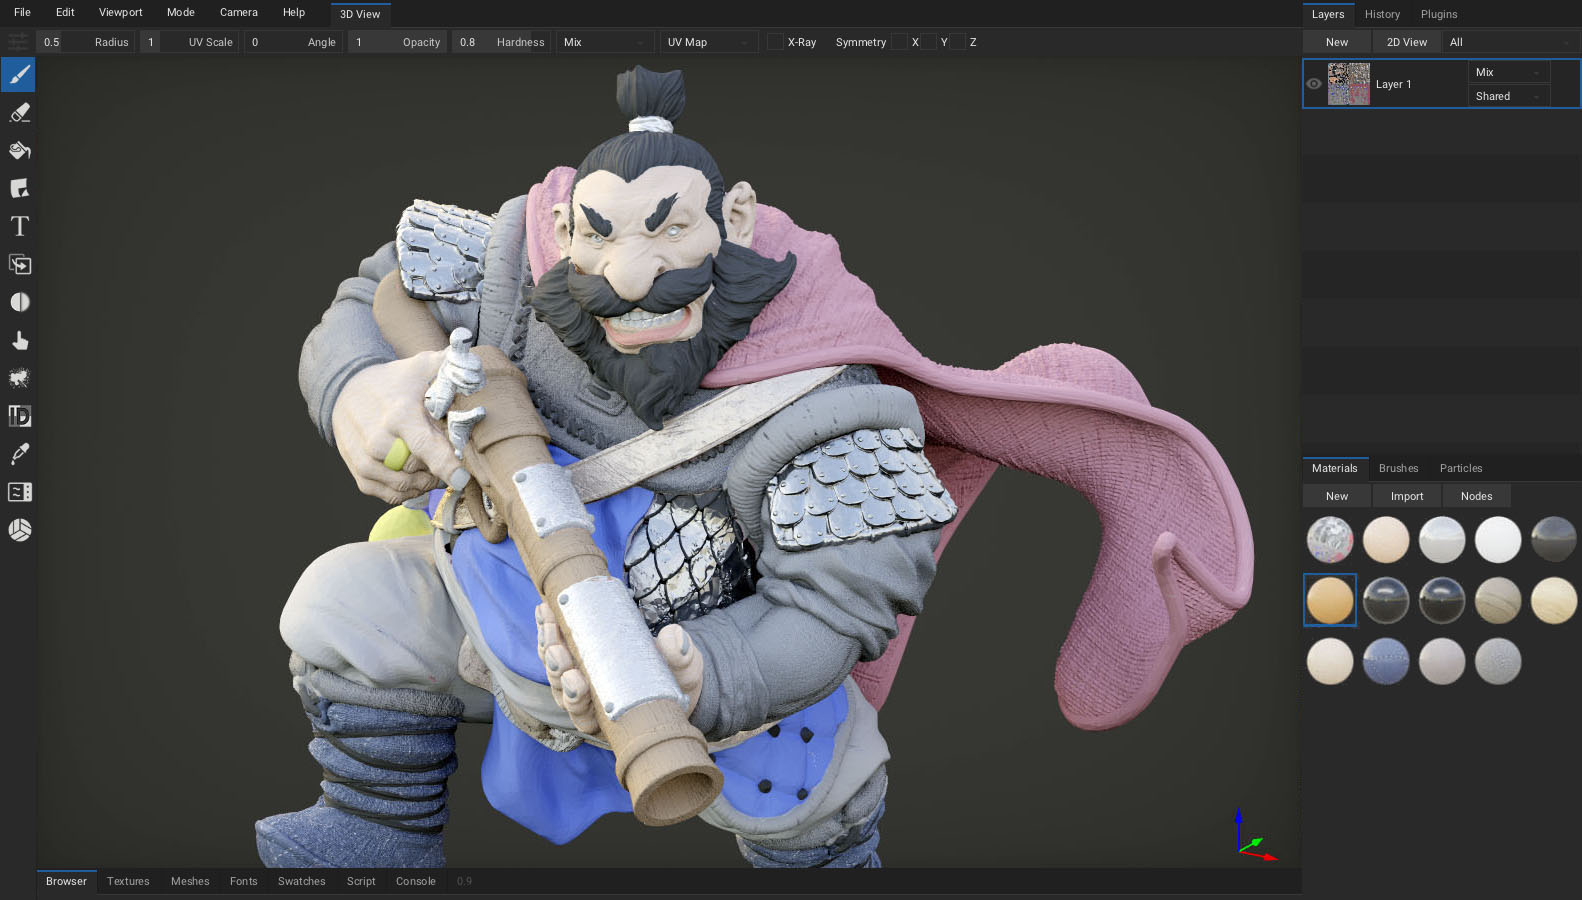 File Edit Viewport Mode Camera Help 3D View
0.5 Radius 1 UV Scale 0 Angle 1 Opacity 0.8 Hardness Mix UV Map X-Ray Symmetry X Y Z
T
ID
Layers History Plugins
New 2D View All
Layer 1 Mix
Shared
Materials Brushes Particles
New Import Nodes
Browser Textures Meshes Fonts Swatches Script Console 0.9